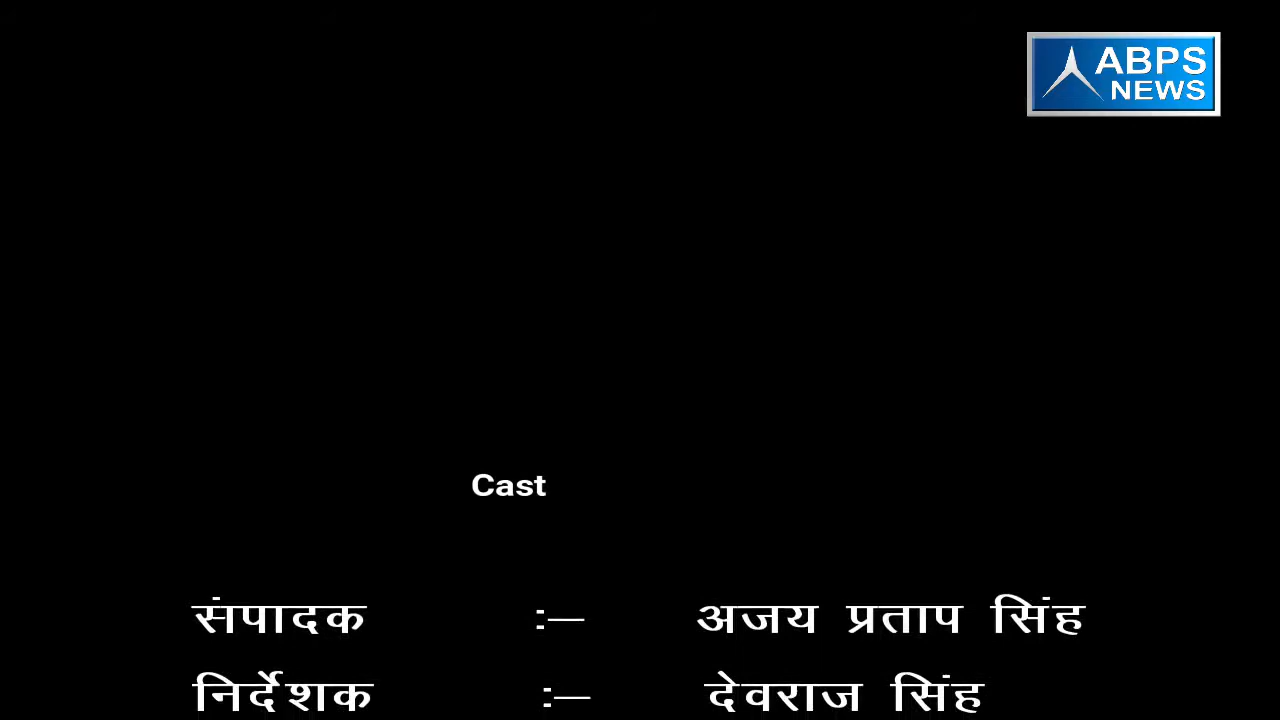 ABPS
NEWS
Cast
संपादक :— अजय प्रताप सिंह
निर्देशक :— देवराज सिंह